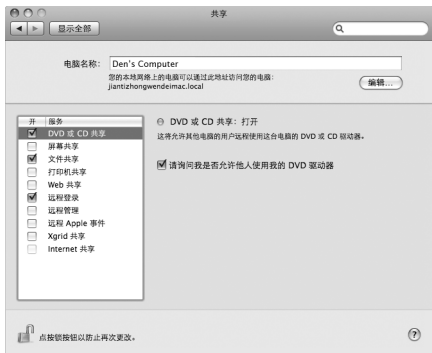 共享
显示全部
电脑名称：
Den's Computer
您的本地网络上的电脑可以通过此地址访问您的电脑：
jiantizhongwendeimac.local
编辑...
开 服务
DVD 或 CD 共享
屏幕共享
文件共享
打印机共享
Web 共享
远程登录
远程管理
远程 Apple 事件
Xgrid 共享
Internet 共享
DVD 或 CD 共享：打开
这将允许其他电脑的用户远程使用这台电脑的 DVD 或 CD 驱动器。
请询问我是否允许他人使用我的 DVD 驱动器
点按锁按钮以防止再次更改。
?